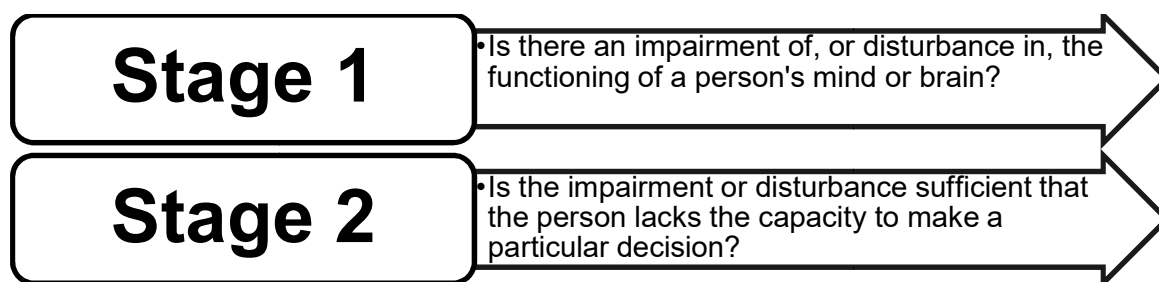 Stage 1
•Is there an impairment of, or disturbance in, the
functioning of a person's mind or brain?
Stage 2
•Is the impairment or disturbance sufficient that
the person lacks the capacity to make a
particular decision?